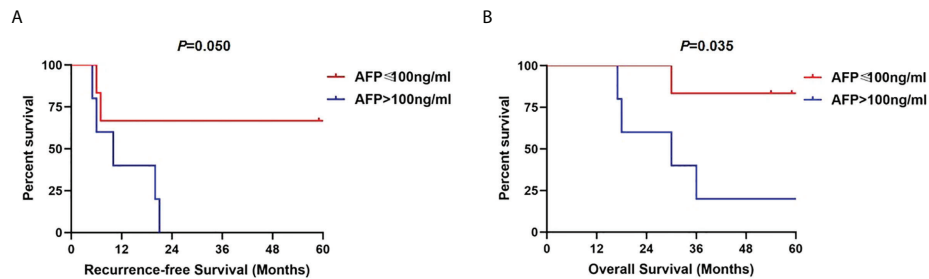 A
P=0.050
Percent survival
100
75
50
25
0
0 12 24 36 48 60
Recurrence-free Survival (Months)
AFP≤100ng/ml
AFP>100ng/ml
B
P=0.035
Percent survival
100
75
50
25
0
0 12 24 36 48 60
Overall Survival (Months)
AFP≤100ng/ml
AFP>100ng/ml